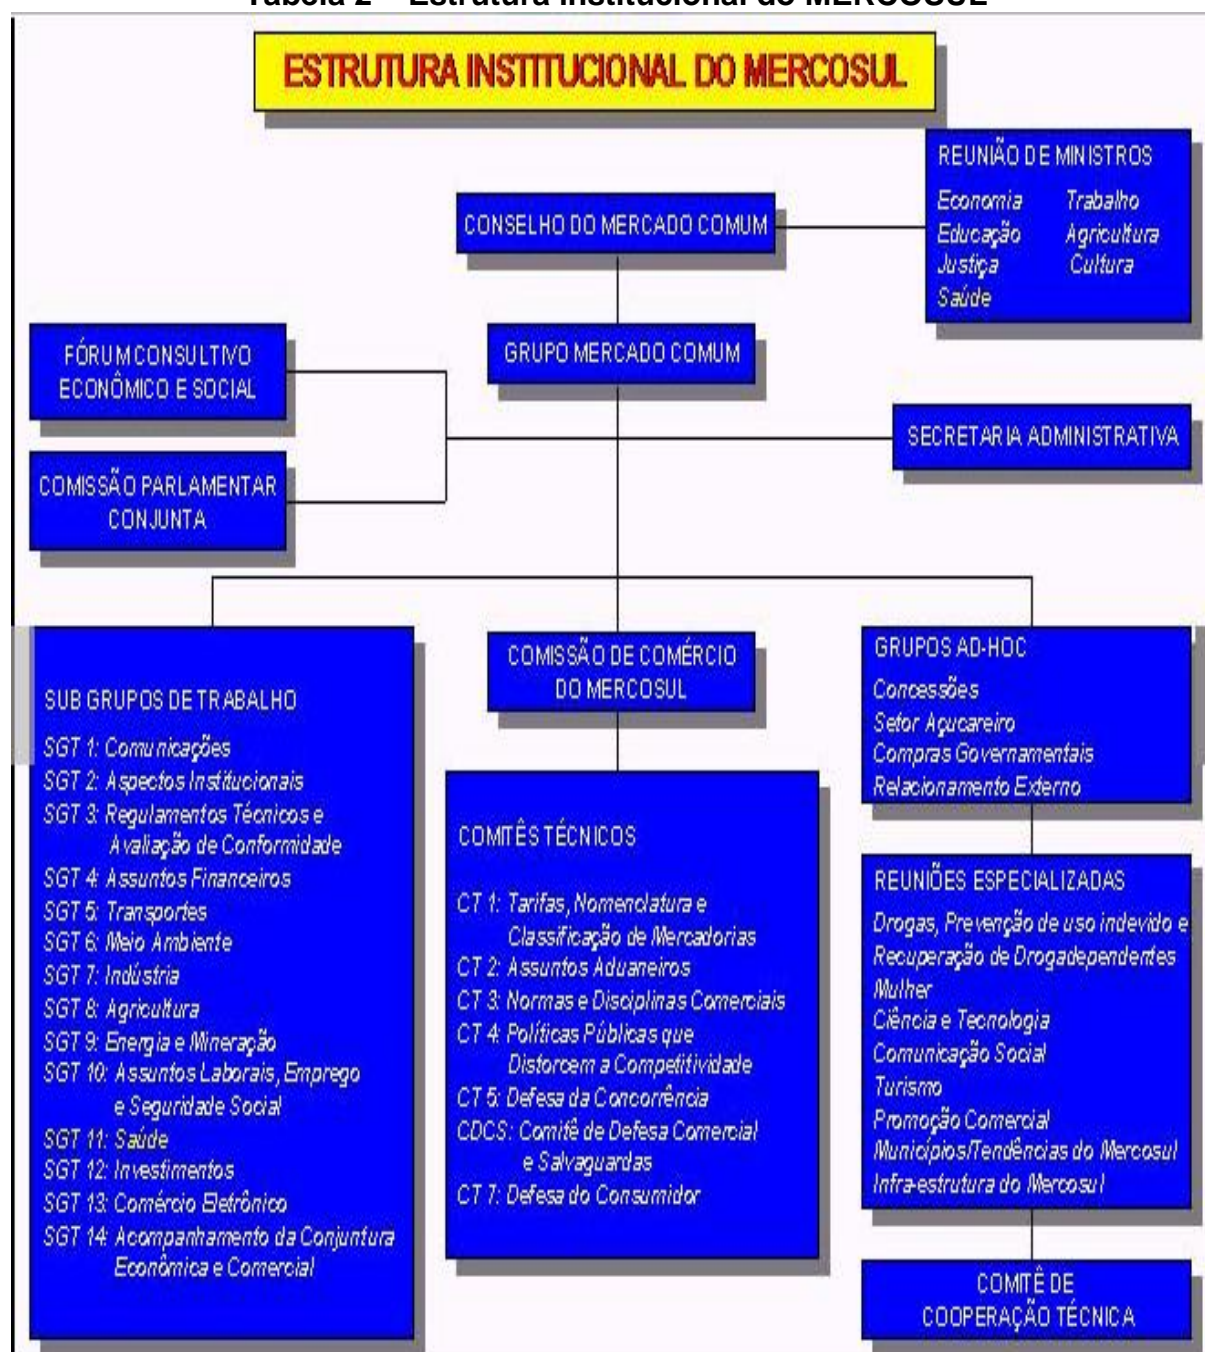 Tabela 2 – Estrutura Institucional do MERCOSUL
ESTRUTURA INSTITUCIONAL DO MERCOSUL
REUNIÃO DE MINISTROS
Economia Trabalho
Educação Agricultura
Justiça Cultura
Saúde
CONSELHO DO MERCADO COMUM
FÓRUM CONSULTIVO
ECONÔMICO E SOCIAL
GRUPO MERCADO COMUM
SECRETARIA ADMINISTRATIVA
COMISSÃO PARLAMENTAR
CONJUNTA
SUB GRUPOS DE TRABALHO
SGT 1: Comunicações
SGT 2: Aspectos Institucionais
SGT 3: Regulamentos Técnicos e
Avaliação de Conformidade
SGT 4: Assuntos Financeiros
SGT 5: Transportes
SGT 6: Meio Ambiente
SGT 7: Indústria
SGT 8: Agricultura
SGT 9: Energia e Mineração
SGT 10: Assuntos Laborais, Emprego
e Seguridade Social
SGT 11: Saúde
SGT 12: Investimentos
SGT 13: Comércio Eletrônico
SGT 14: Acompanhamento da Conjuntura
Econômica e Comercial
COMISSÃO DE COMÉRCIO
DO MERCOSUL
COMITÊS TÉCNICOS
CT 1: Tarifas, Nomenclatura e
Classificação de Mercadorias
CT 2: Assuntos Aduaneiros
CT 3: Normas e Disciplinas Comerciais
CT 4: Políticas Públicas que
Distorcem a Competitividade
CT 5: Defesa da Concorrência
CDCS: Comitê de Defesa Comercial
e Salvaguardas
CT 7: Defesa do Consumidor
GRUPOS AD-HOC
Concessões
Setor Açucareiro
Compras Governamentais
Relacionamento Externo
REUNIÕES ESPECIALIZADAS
Drogas, Prevenção de uso indevido e
Recuperação de Drogadependentes
Mulher
Ciência e Tecnologia
Comunicação Social
Turismo
Promoção Comercial
Municípios/Tendências do Mercosul
Infra-estrutura do Mercosul
COMITÊ DE
COOPERAÇÃO TÉCNICA